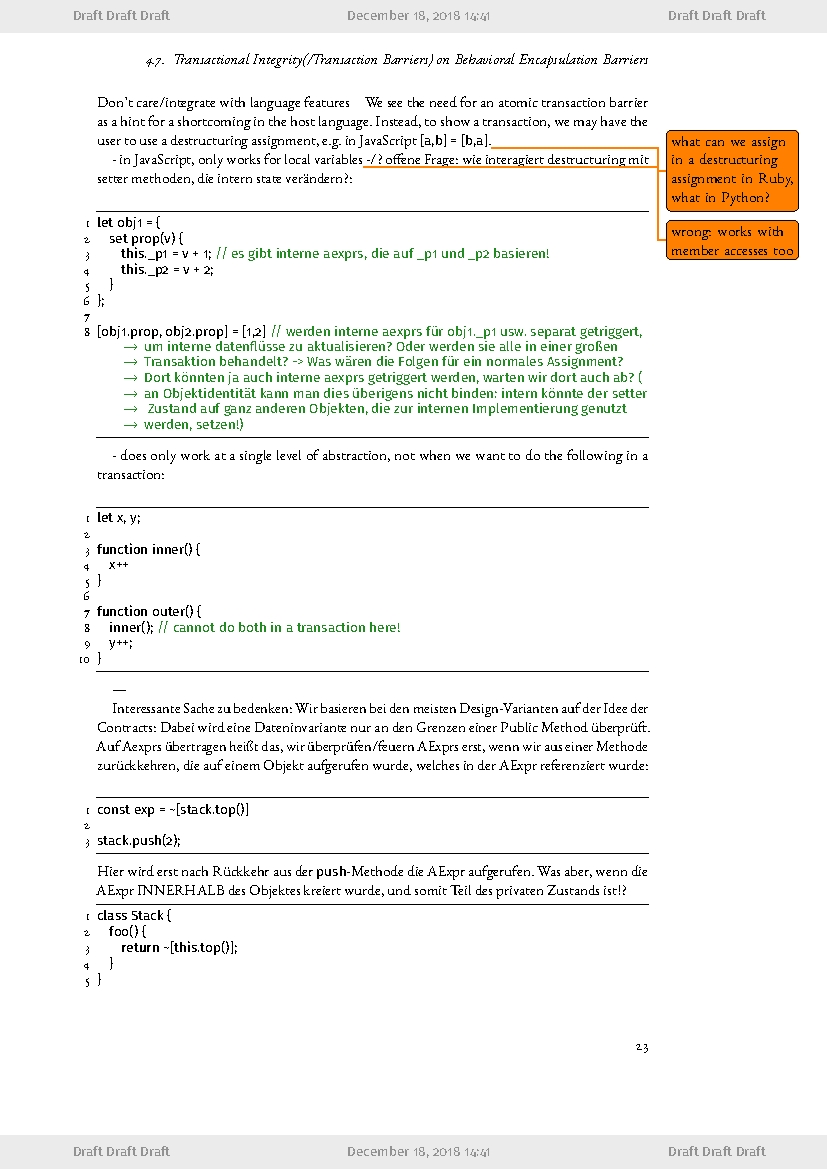 Draft Draft Draft December 18, 2018 14:41 Draft Draft Draft
4.7. Transactional Integrity(/Transaction Barriers) on Behavioral Encapsulation Barriers
Don't care/integrate with language features We see the need for an atomic transaction barrier
as a hint for a shortcoming in the host language. Instead, to show a transaction, we may have the
user to use a destructuring assignment, e.g. in JavaScript [a,b] = [b,a].
- in JavaScript, only works for local variables -/? offene Frage: wie interagiert destructuring mit
setter methoden, die intern state verändern?:
what can we assign
in a destructuring
assignment in Ruby,
what in Python?
wrong: works with
member accesses too
1 let obj1 = {
2 set prop(v) {
3 this._p1 = v + 1; // es gibt interne aexprs, die auf _p1 und _p2 basieren!
4 this._p2 = v + 2;
5 }
6 };
7
8 [obj1.prop, obj2.prop] = [1,2] // werden interne aexprs für obj1._p1 usw. separat getriggert,
→ um interne datenflüsse zu aktualisieren? Oder werden sie alle in einer großen
→ Transaktion behandelt? -> Was wären die Folgen für ein normales Assignment?
→ Dort könnten ja auch interne aexprs getriggert werden, warten wir dort auch ab? (
→ an Objektidentität kann man dies überigens nicht binden: intern könnte der setter
→ Zustand auf ganz anderen Objekten, die zur internen Implementierung genutzt
→ werden, setzen!)
- does only work at a single level of abstraction, not when we want to do the following in a
transaction:
1 let x, y;
2
3 function inner() {
4 x++
5 }
6
7 function outer() {
8 inner(); // cannot do both in a transaction here!
9 y++;
10 }
—
Interessante Sache zu bedenken: Wir basieren bei den meisten Design-Varianten auf der Idee der
Contracts: Dabei wird eine Dateninvariante nur an den Grenzen einer Public Method überprüft.
Auf Aexprs übertragen heißt das, wir überprüfen/feuern AExprs erst, wenn wir aus einer Methode
zurückkehren, die auf einem Objekt aufgerufen wurde, welches in der AExpr referenziert wurde:
1 const exp = ~[stack.top()]
2
3 stack.push(2);
Hier wird erst nach Rückkehr aus der push-Methode die AExpr aufgerufen. Was aber, wenn die
AExpr INNERHALB des Objektes kreiert wurde, und somit Teil des privaten Zustands ist!?
1 class Stack {
2 foo() {
3 return ~[this.top()];
4 }
5 }
23
Draft Draft Draft December 18, 2018 14:41 Draft Draft Draft